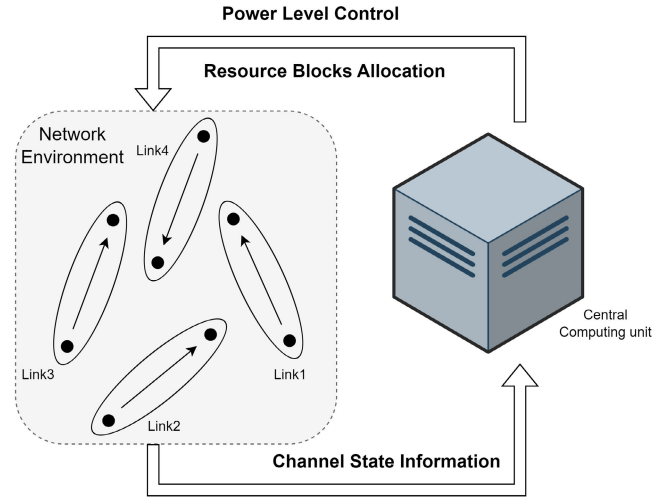 Power Level Control
Resource Blocks Allocation
Network
Environment
Link4
Link3
Link1
Link2
Central
Computing unit
Channel State Information